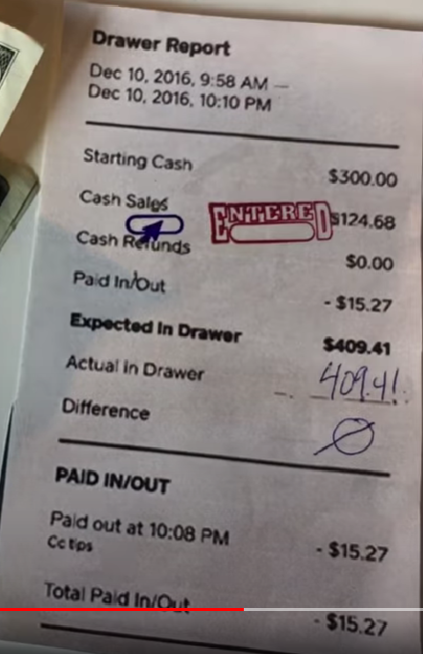 Drawer Report
Dec 10, 2016, 9:58 AM —
Dec 10, 2016, 10:10 PM
Starting Cash $300.00
Cash Sales $124.68
ENTERED
Cash Refunds $0.00
Paid In/Out - $15.27
Expected In Drawer $409.41
Actual In Drawer 409.41
Difference Ø
PAID IN/OUT
Paid out at 10:08 PM - $15.27
Cc tips
Total Paid In/Out - $15.27